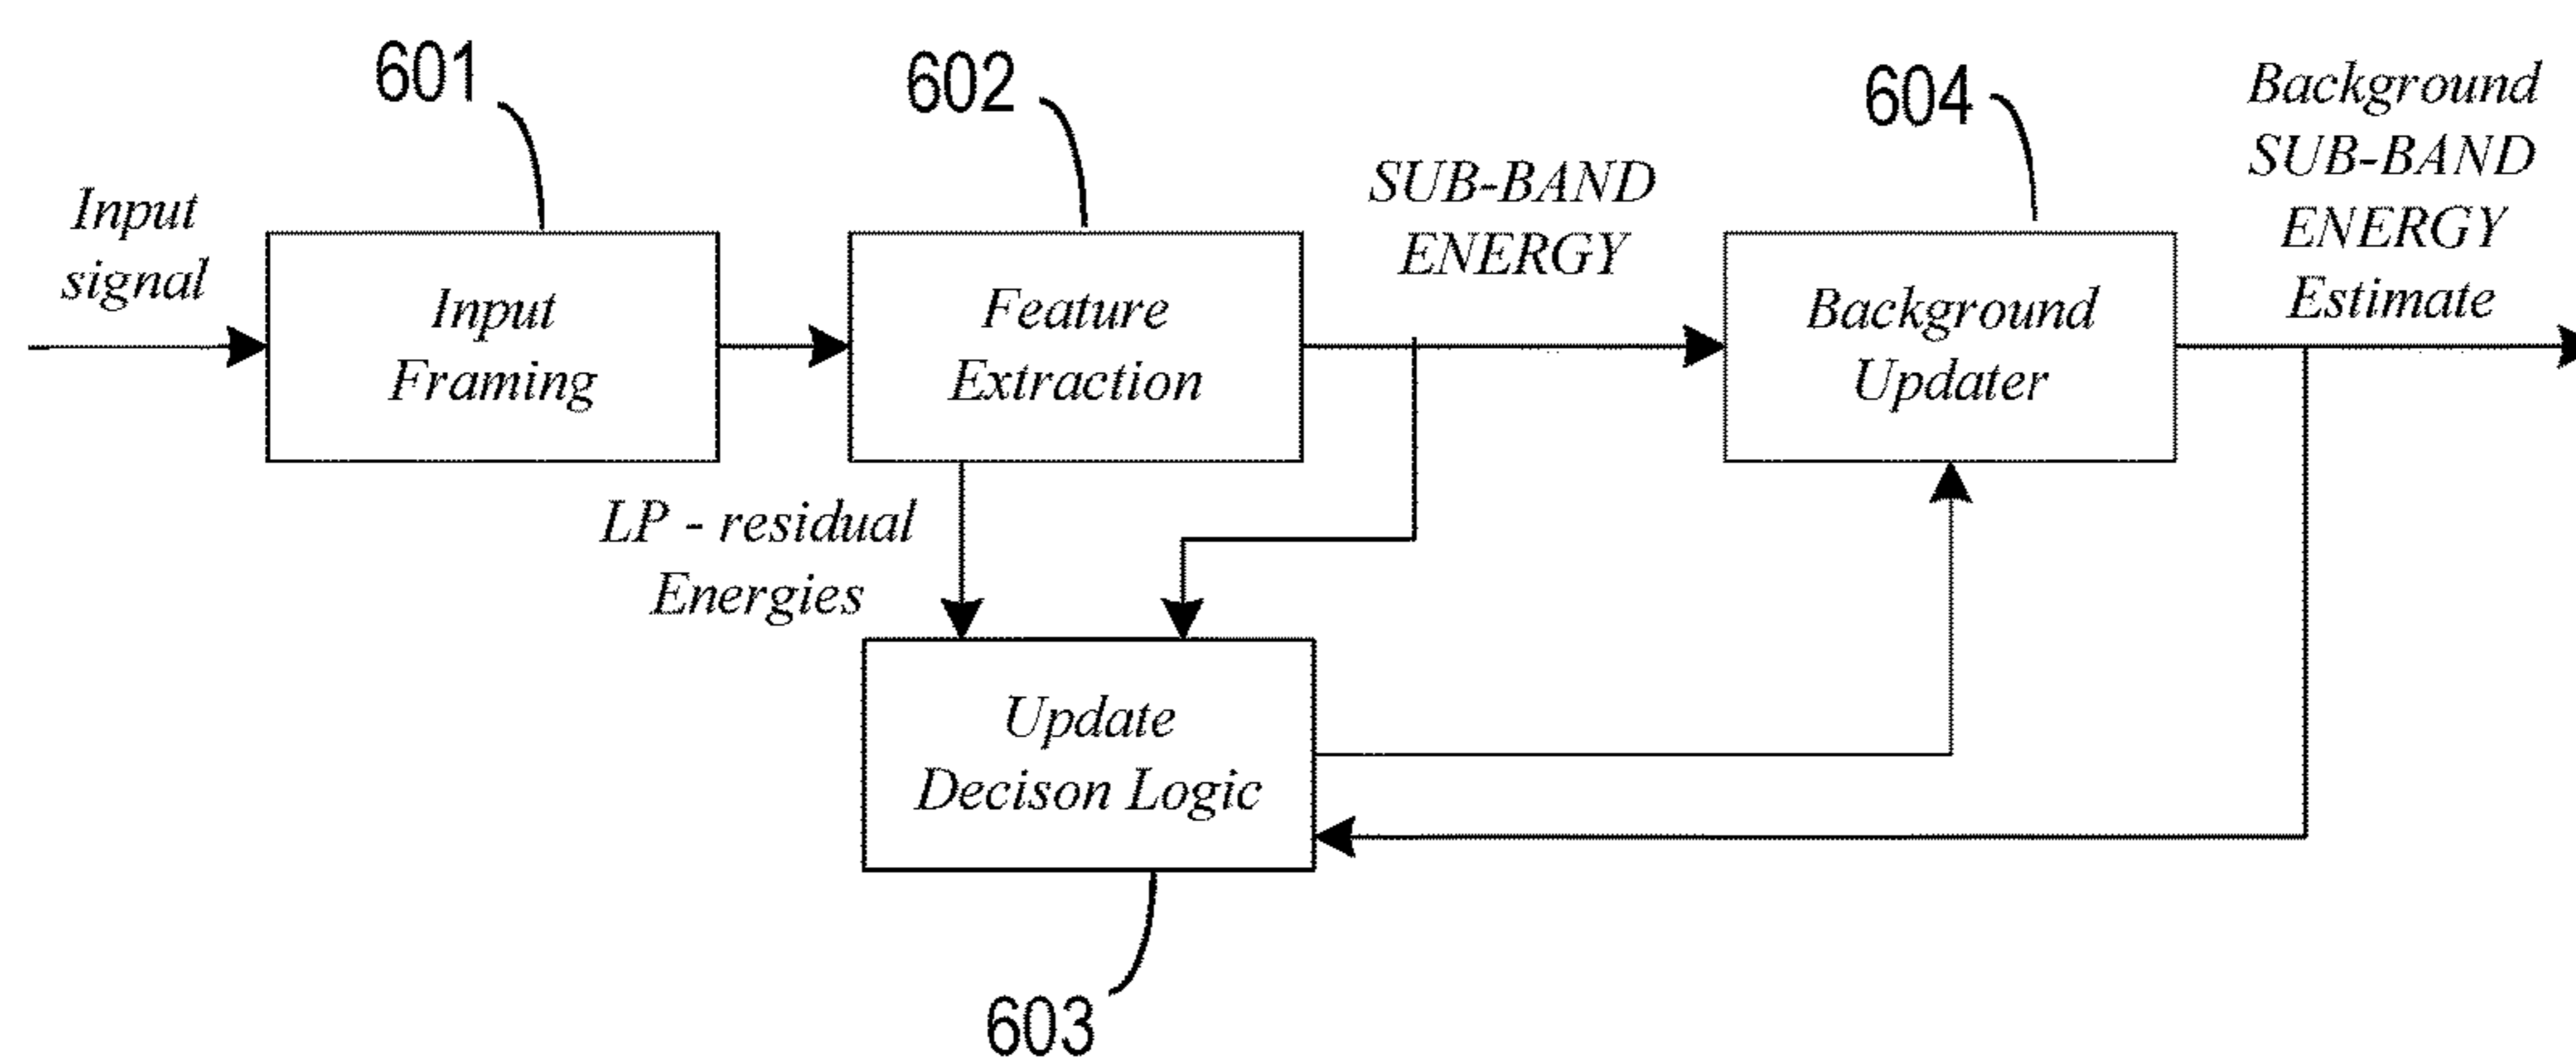 601
602
604
Background
SUB-BAND
ENERGY
Estimate
SUB-BAND
ENERGY
Input
signal
Input
Framing
Feature
Extraction
Background
Updater
LP - residual
Energies
Update
Decison Logic
603